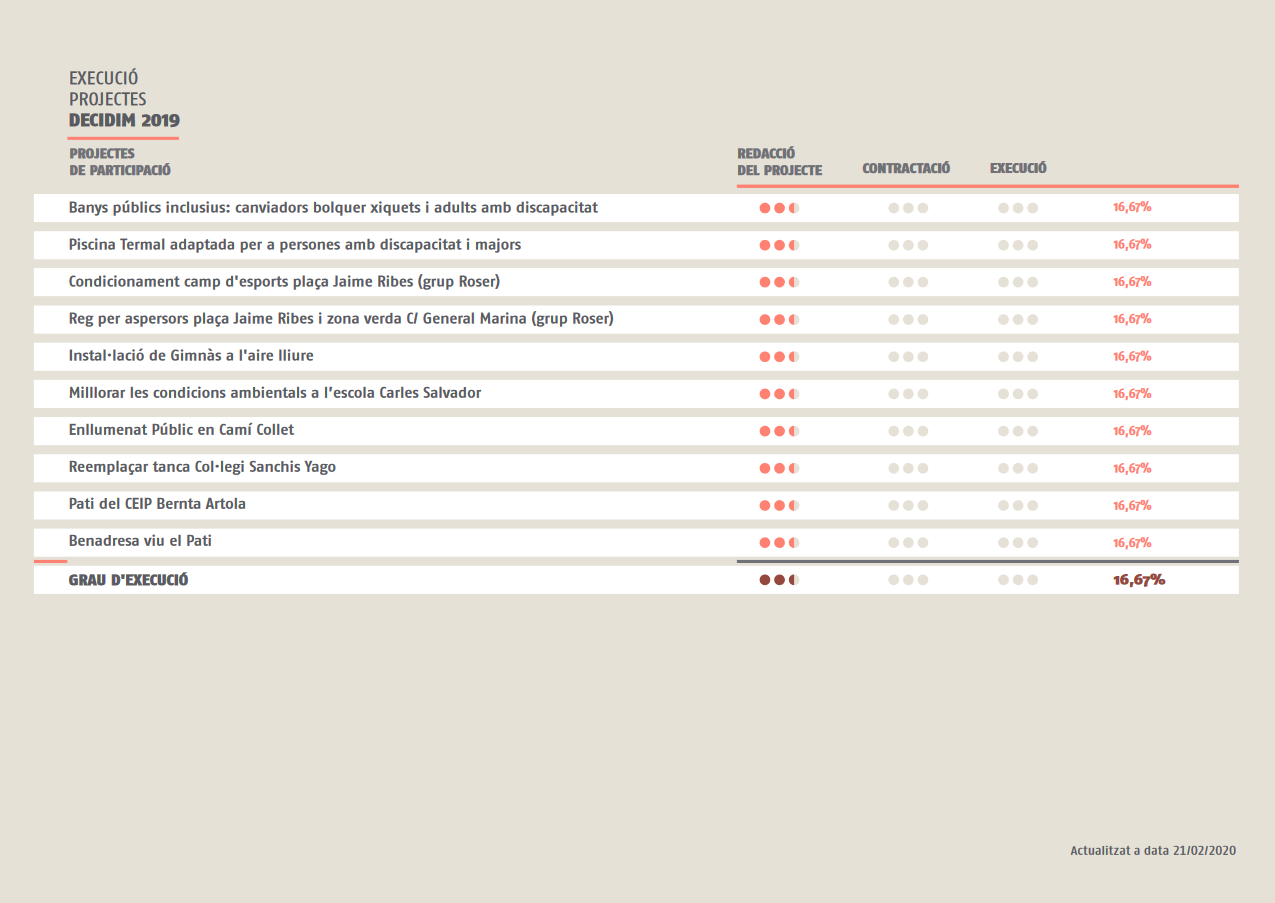 EXECUCIÓ
PROJECTES
DECIDIM 2019
PROJECTES
DE PARTICIPACIÓ
REDACCIÓ
DEL PROJECTE
CONTRACTACIÓ
EXECUCIÓ
Banys públics inclusius: canviadors bolquer xiquets i adults amb discapacitat 16,67%
Piscina Termal adaptada per a persones amb discapacitat i majors 16,67%
Condicionament camp d'esports plaça Jaime Ribes (grup Roser) 16,67%
Reg per aspersors plaça Jaime Ribes i zona verda C/ General Marina (grup Roser) 16,67%
Instal·lació de Gimnàs a l'aire lliure 16,67%
Milllorar les condicions ambientals a l'escola Carles Salvador 16,67%
Enllumenat Públic en Camí Collet 16,67%
Reemplaçar tanca Col·legi Sanchis Yago 16,67%
Pati del CEIP Bernta Artola 16,67%
Benadresa viu el Pati 16,67%
GRAU D'EXECUCIÓ 16,67%
Actualitzat a data 21/02/2020